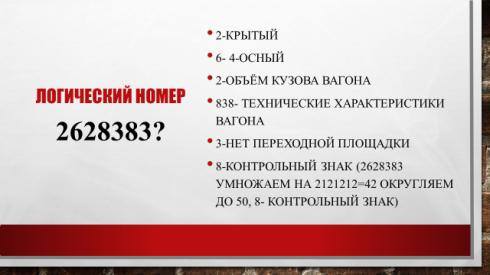 ЛОГИЧЕСКИЙ НОМЕР
2628383?
2-КРЫТЫЙ
6- 4-ОСНЫЙ
2-ОБЪЁМ КУЗОВА ВАГОНА
838- ТЕХНИЧЕСКИЕ ХАРАКТЕРИСТИКИ
ВАГОНА
3-НЕТ ПЕРЕХОДНОЙ ПЛОЩАДКИ
8-КОНТРОЛЬНЫЙ ЗНАК (2628383
УМНОЖАЕМ НА 2121212=42 ОКРУГЛЯЕМ
ДО 50, 8- КОНТРОЛЬНЫЙ ЗНАК)